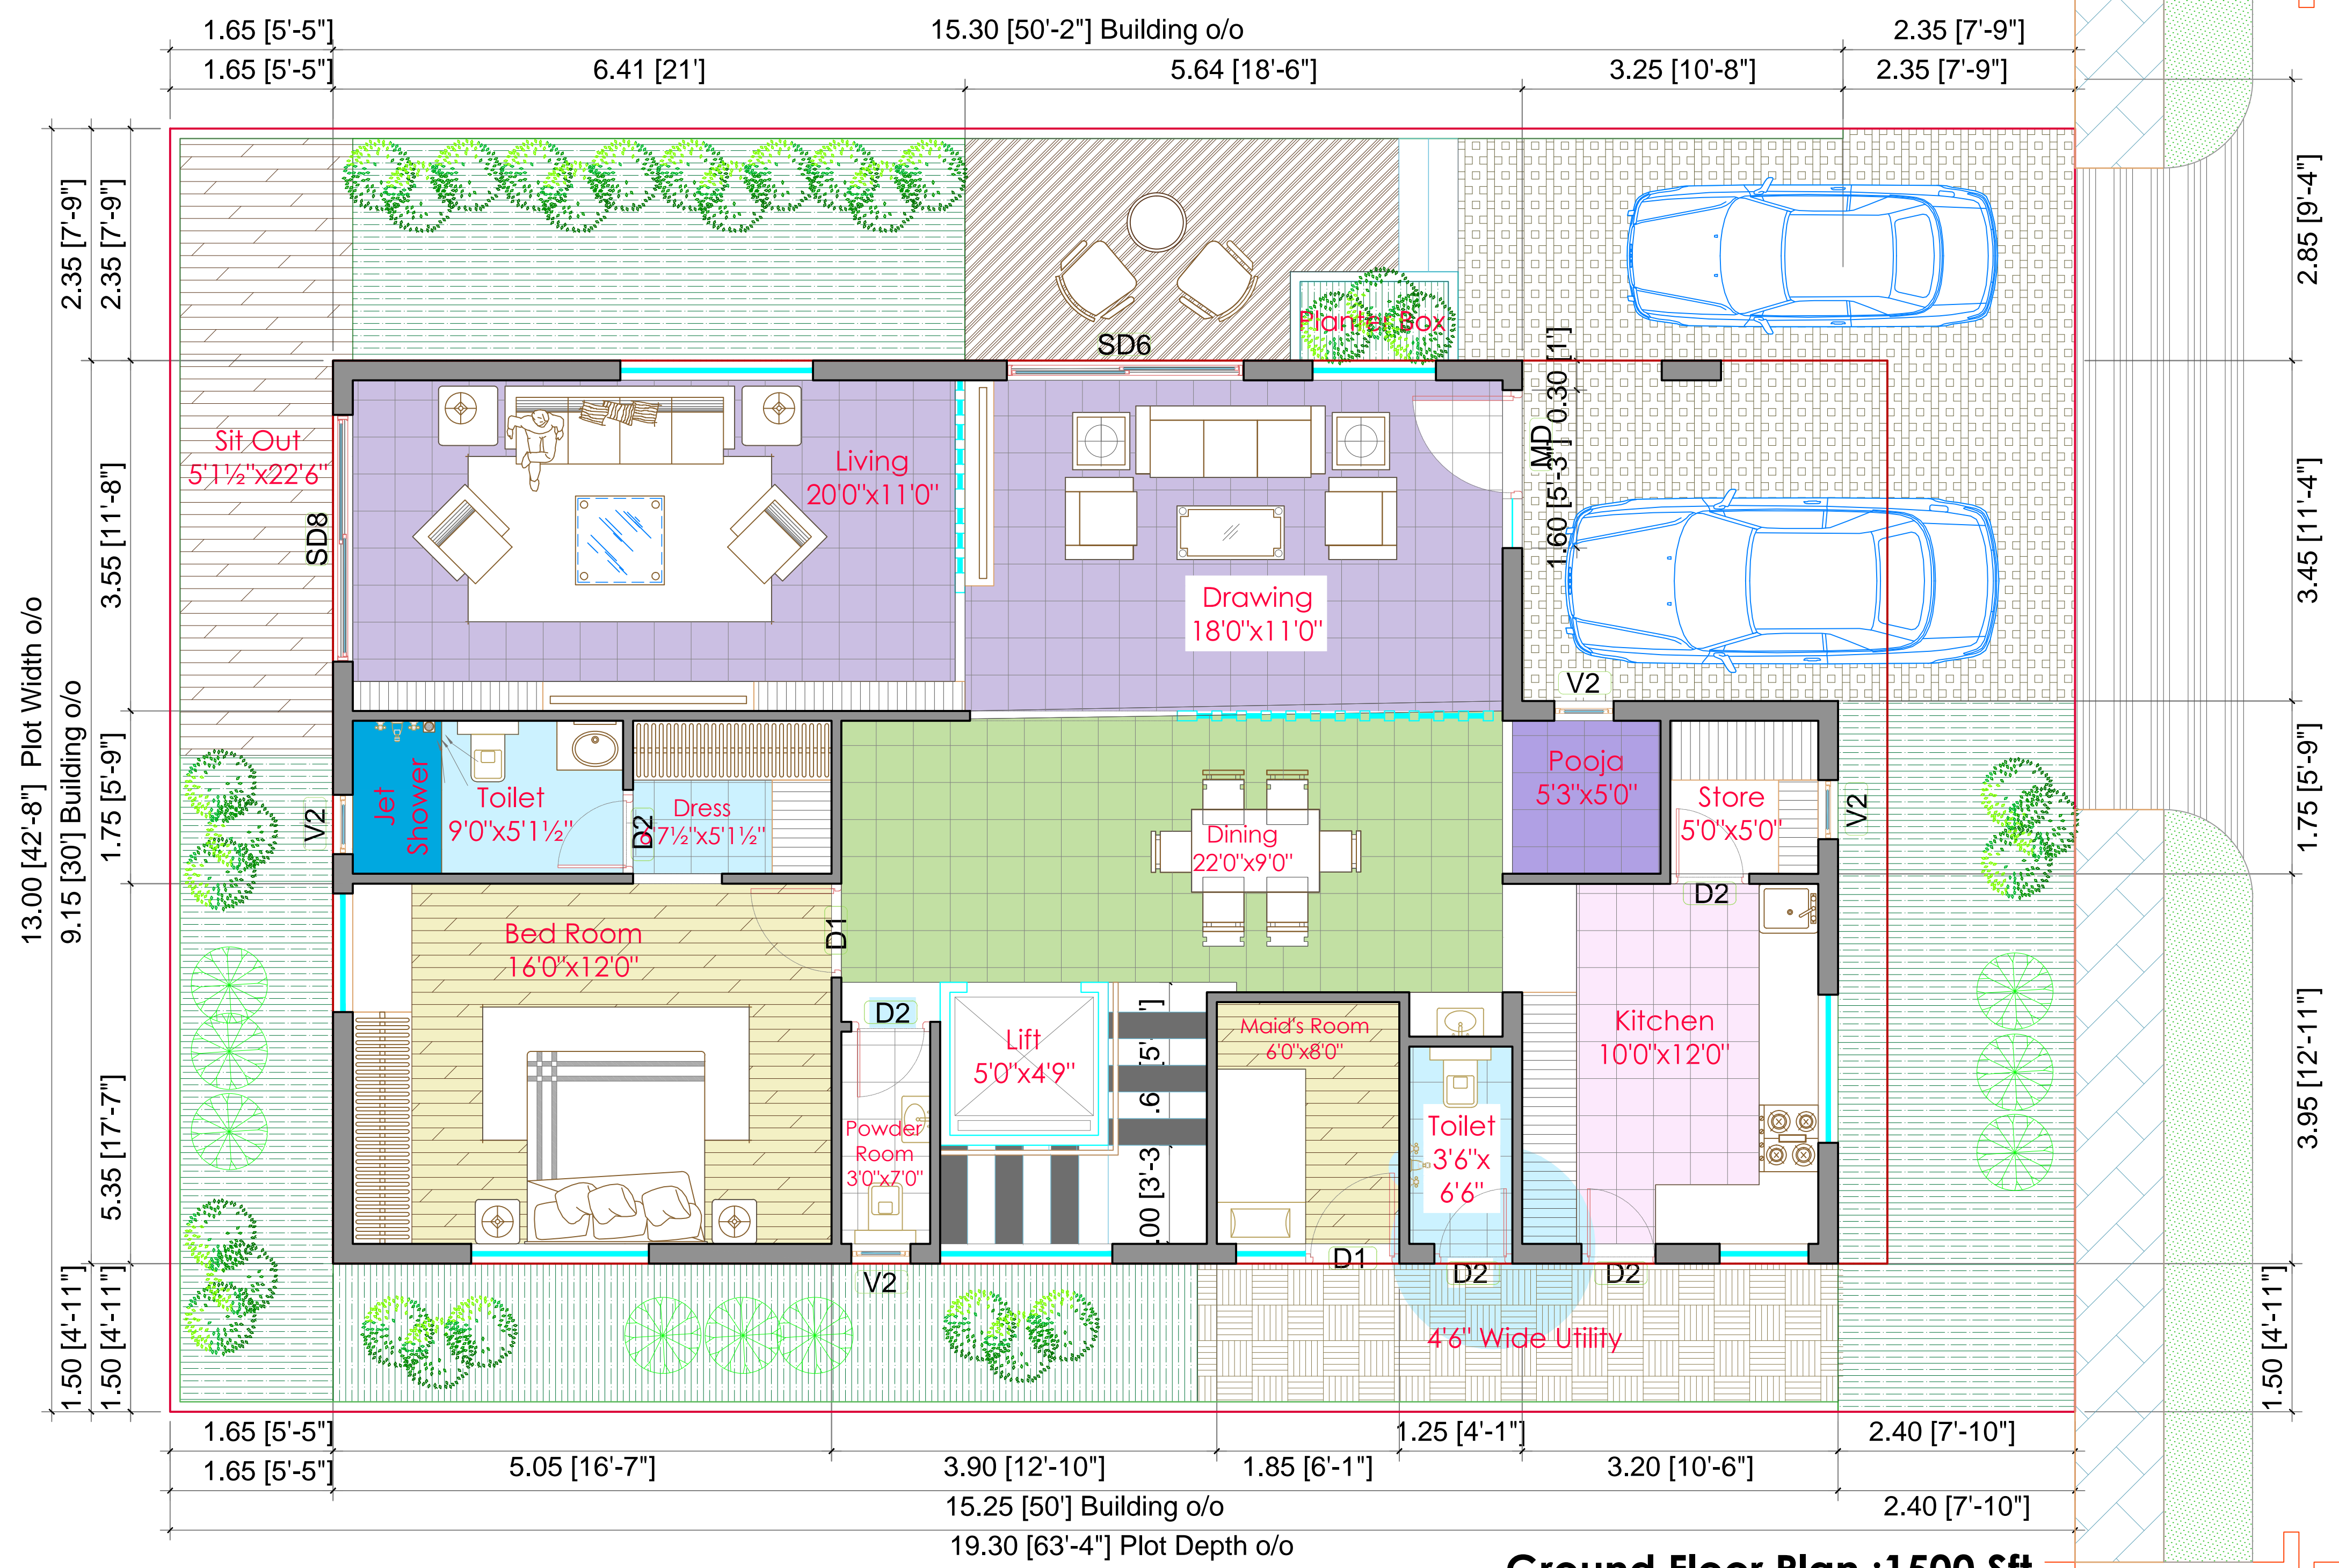 1.65 [5'-5"]
15.30 [50'-2"] Building o/o
2.35 [7'-9"]
1.65 [5'-5"]
6.41 [21']
5.64 [18'-6"]
3.25 [10'-8"]
2.35 [7'-9"]
2.35 [7'-9"]
2.35 [7'-9"]
2.85 [9'-4"]
Planter Box
SD6
0.30 [1']
Sit Out
5'1½"x22'6"
Living
20'0"x11'0"
MD
1.60 [5'-3"]
SD8
3.55 [11'-8"]
3.45 [11'-4"]
Drawing
18'0"x11'0"
13.00 [42'-8"] Plot Width o/o
9.15 [30'] Building o/o
V2
Jet
Shower
Toilet
9'0"x5'1½"
D2
Dress
7½"x5'1½"
Dining
22'0"x9'0"
Pooja
5'3"x5'0"
Store
5'0"x5'0"
V2
V2
1.75 [5'-9"]
1.75 [5'-9"]
D2
D1
Bed Room
16'0"x12'0"
D2
Lift
5'0"x4'9"
Maid's Room
6'0"x8'0"
Kitchen
10'0"x12'0"
Powder
Room
3'0"x7'0"
Toilet
3'6"x
6'6"
.00 [3'-3
5.35 [17'-7"]
3.95 [12'-11"]
V2
D1
D2
D2
4'6" Wide Utility
1.50 [4'-11"]
1.50 [4'-11"]
1.50 [4'-11"]
1.65 [5'-5"]
1.25 [4'-1"]
2.40 [7'-10"]
1.65 [5'-5"]
5.05 [16'-7"]
3.90 [12'-10"]
1.85 [6'-1"]
3.20 [10'-6"]
15.25 [50'] Building o/o
2.40 [7'-10"]
19.30 [63'-4"] Plot Depth o/o
Ground Floor Plan :1500 Sft